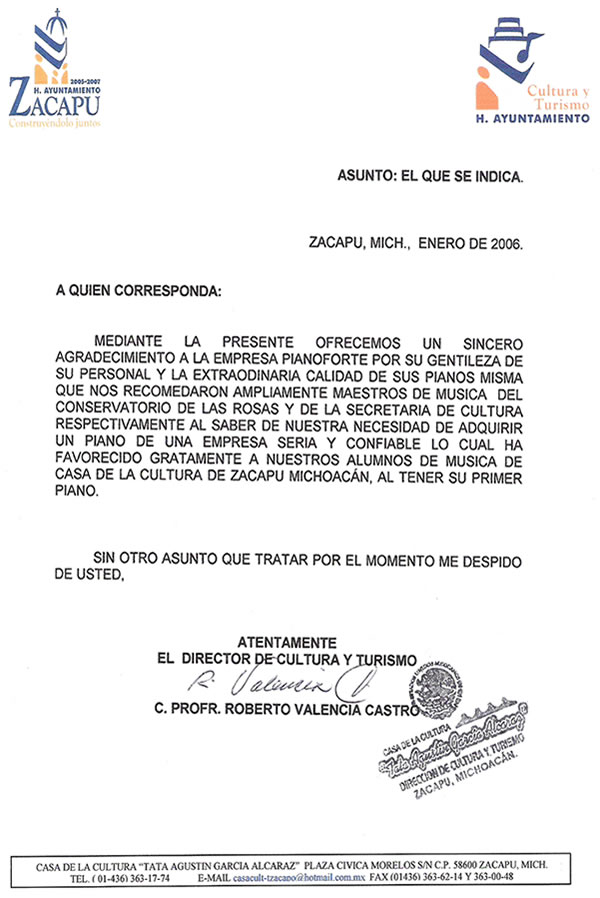 2005-2007
H. AYUNTAMIENTO
ZACAPU
Construyéndolo juntos
Cultura y
Turismo
H. AYUNTAMIENTO
ASUNTO: EL QUE SE INDICA.
ZACAPU, MICH., ENERO DE 2006.
A QUIEN CORRESPONDA:
MEDIANTE LA PRESENTE OFRECEMOS UN SINCERO
AGRADECIMIENTO A LA EMPRESA PIANOFORTE POR SU GENTILEZA DE
SU PERSONAL Y LA EXTRAODINARIA CALIDAD DE SUS PIANOS MISMA
QUE NOS RECOMEDARON AMPLIAMENTE MAESTROS DE MUSICA DEL
CONSERVATORIO DE LAS ROSAS Y DE LA SECRETARIA DE CULTURA
RESPECTIVAMENTE AL SABER DE NUESTRA NECESIDAD DE ADQUIRIR
UN PIANO DE UNA EMPRESA SERIA Y CONFIABLE LO CUAL HA
FAVORECIDO GRATAMENTE A NUESTROS ALUMNOS DE MUSICA DE
CASA DE LA CULTURA DE ZACAPU MICHOACÁN, AL TENER SU PRIMER
PIANO.
SIN OTRO ASUNTO QUE TRATAR POR EL MOMENTO ME DESPIDO
DE USTED,
ATENTAMENTE
EL DIRECTOR DE CULTURA Y TURISMO
R. Valencia C
C. PROFR. ROBERTO VALENCIA CASTRO
CASA DE LA CULTURA
"Tata Agustín García Alcaraz"
DIRECCION DE CULTURA Y TURISMO
ZACAPU, MICHOACÁN.
CASA DE LA CULTURA "TATA AGUSTIN GARCIA ALCARAZ" PLAZA CIVICA MORELOS S/N C.P. 58600 ZACAPU, MICH.
TEL. ( 01-436) 363-17-74 E-MAIL casacult-tzacapo@hotmail.com.mx FAX (01436) 363-62-14 Y 363-00-48